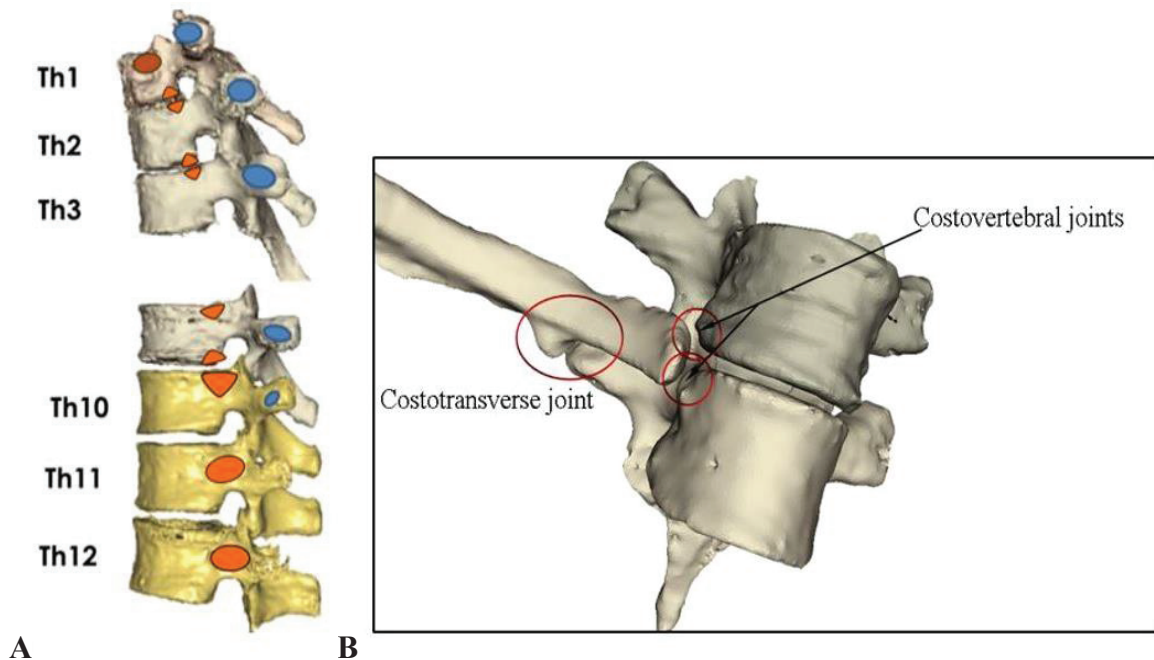 Th1
Th2
Th3
Th10
Th11
Th12
A
Costovertebral joints
Costotransverse joint
B